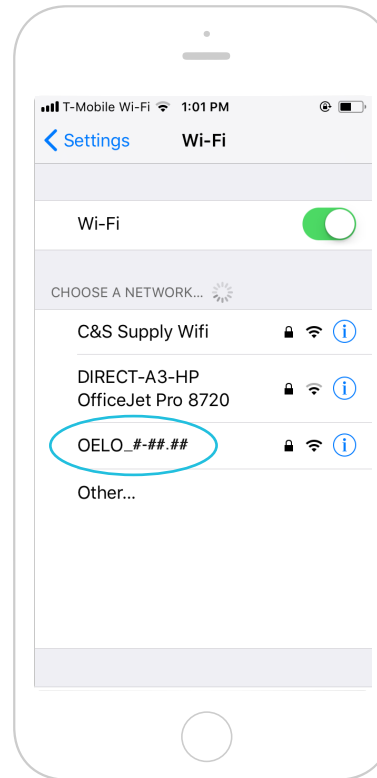 T-Mobile Wi-Fi 1:01 PM
Settings Wi-Fi
Wi-Fi
CHOOSE A NETWORK...
C&S Supply Wifi
DIRECT-A3-HP
OfficeJet Pro 8720
OELO_#-##.##
Other...